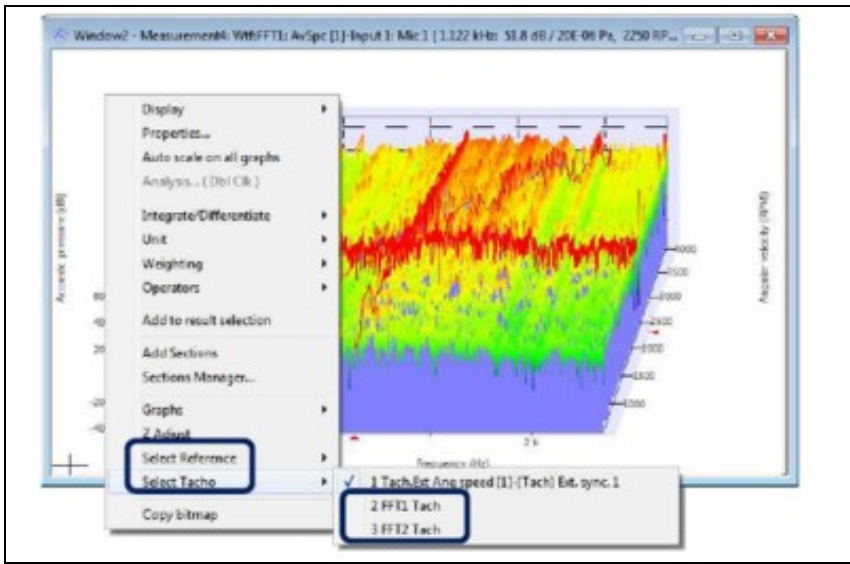 Window2 - Measurement4: Wtfl:FFT1: AvSpc [1]-Input 1: Mic 1 [ 1.122 kHz: 51.8 dB / 20E-06 Pa, 2250 RP...
Display
Properties...
Auto scale on all graphs
Analysis... ( Dbl Clk )
Integrate/Differentiate
Unit
Weighting
Operators
Add to result selection
Add Sections
Sections Manager...
Graphs
Z Adjust
Select Reference
Select Tacho
Copy bitmap
1 Tach.Ext Ang speed [1]-[Tach] Ext. sync. 1
2 FFT1 Tach
3 FFT2 Tach
Acoustic pressure [dB]
60
40
20
-20
-40
2 k
Frequency (Hz)
Angular velocity (RPM)
4000
3500
3000
2500
2000
1500
1000